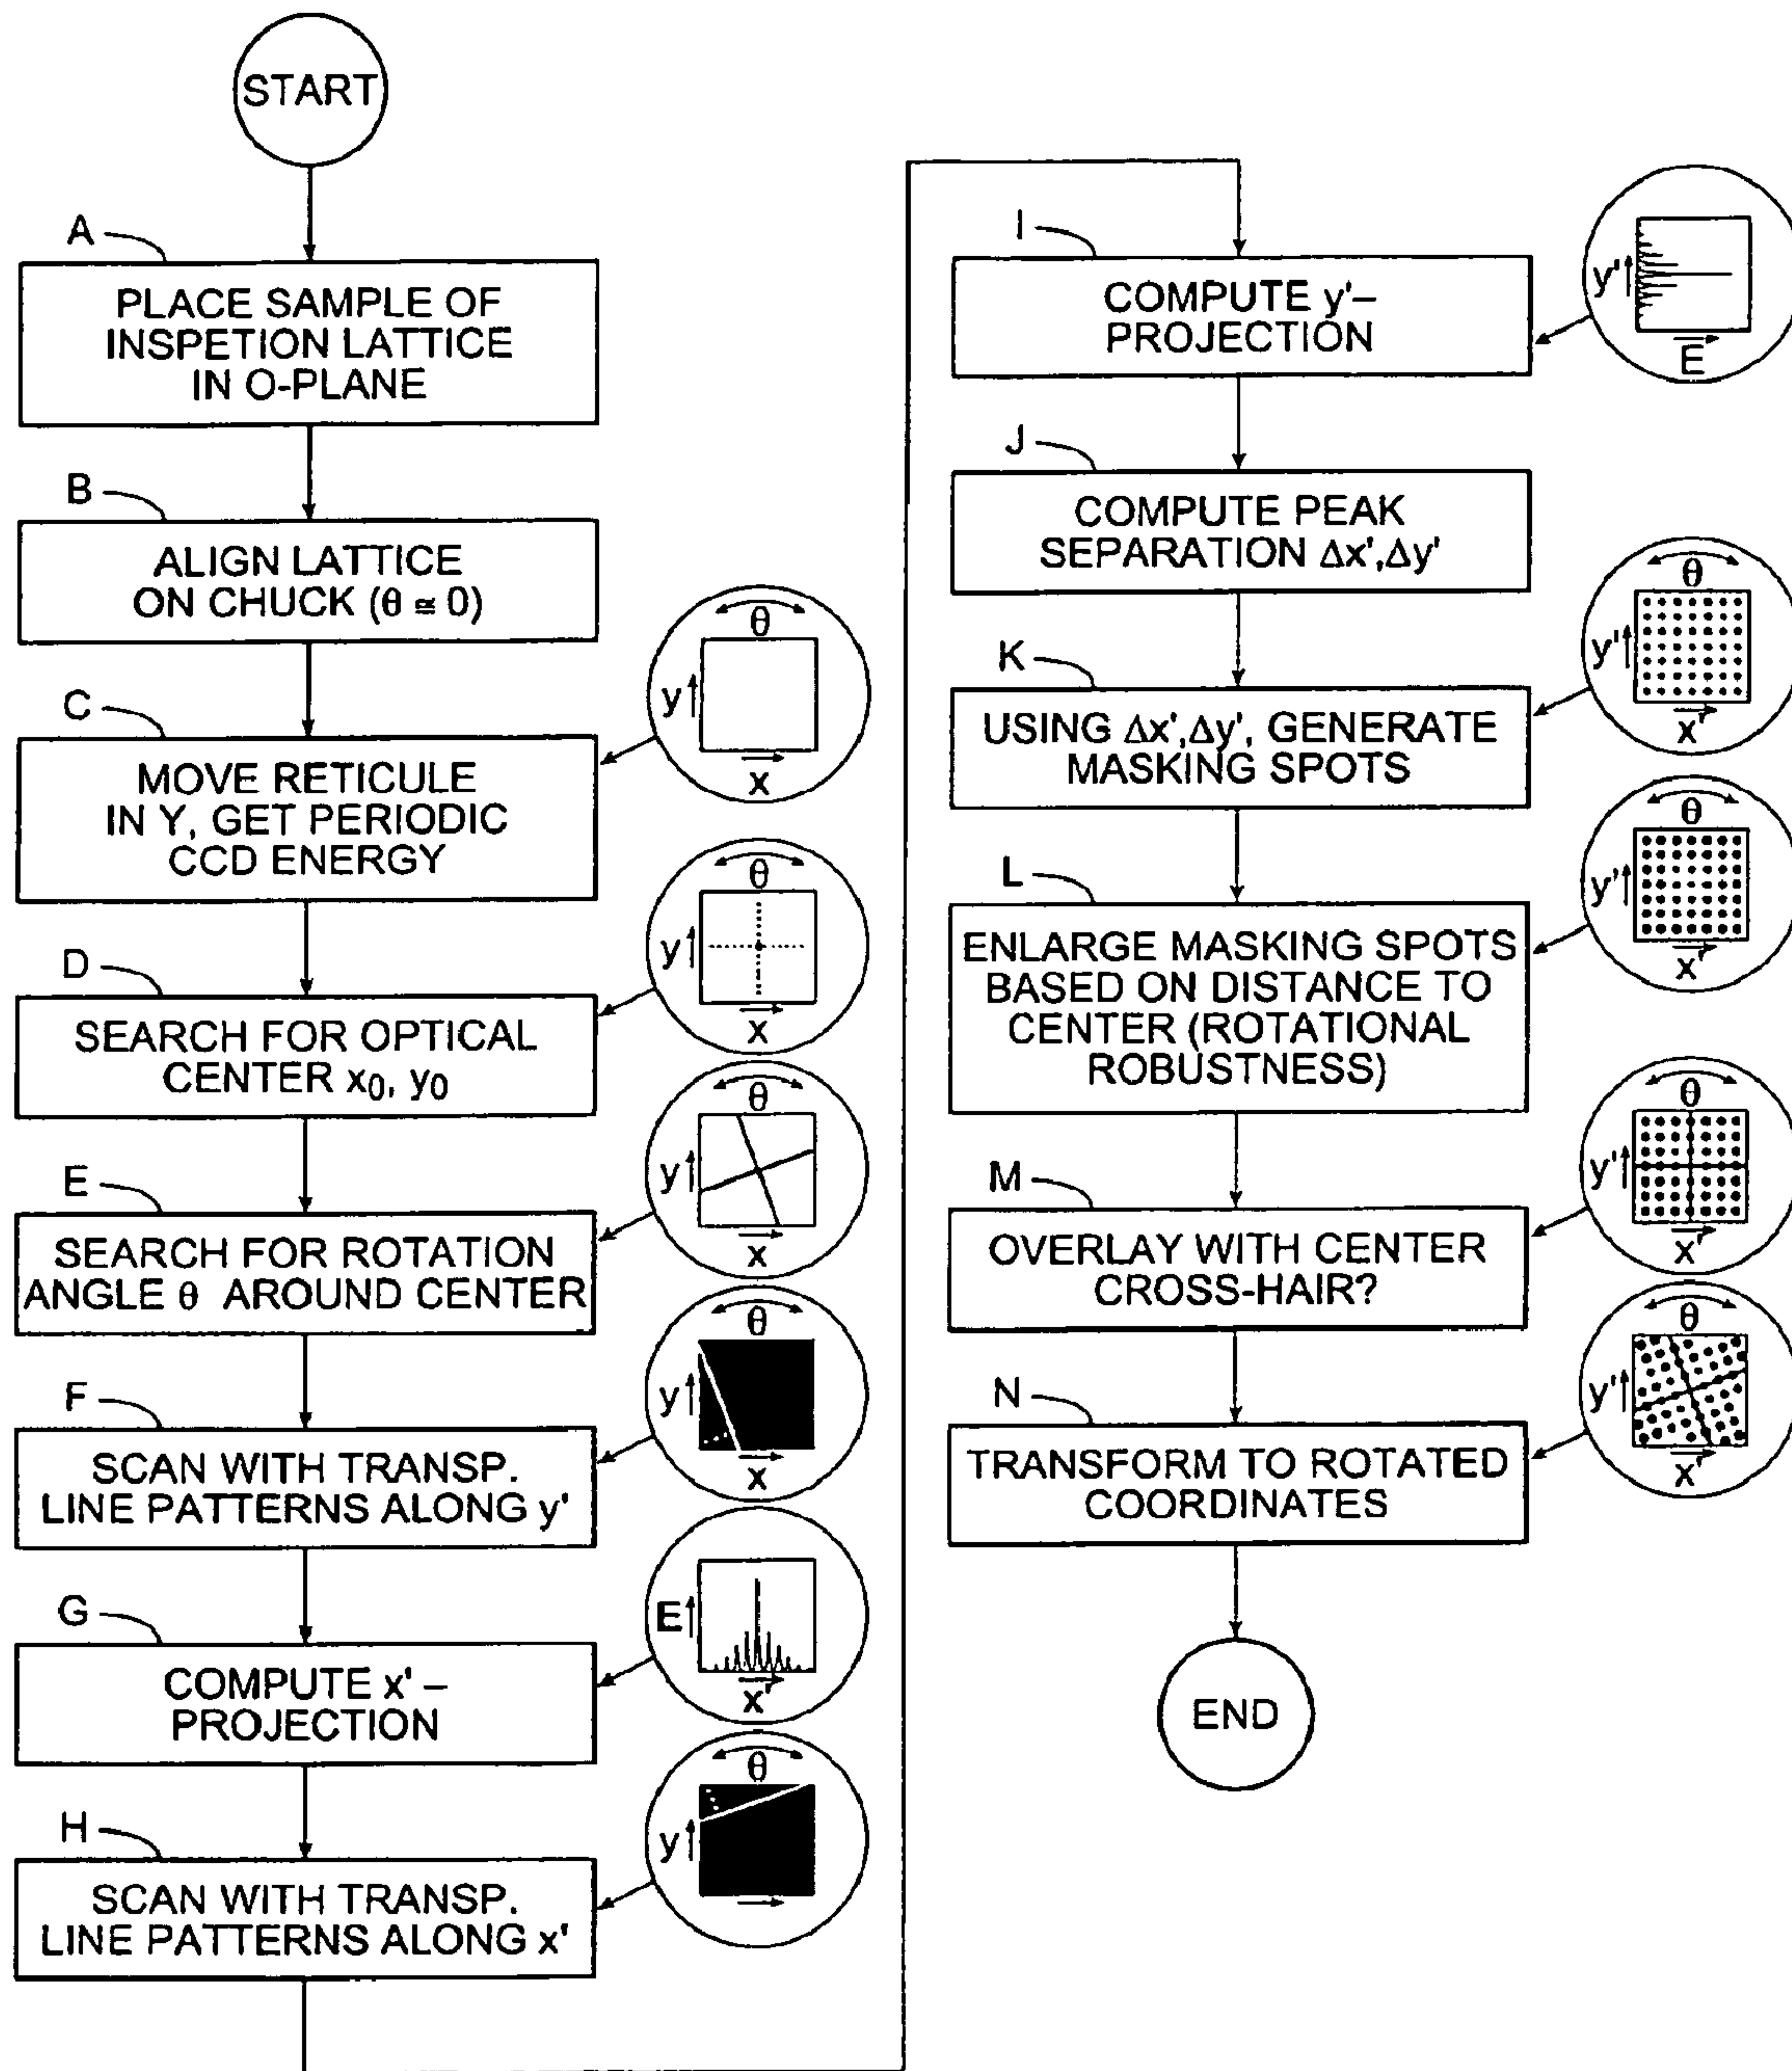 START
A
PLACE SAMPLE OF
INSPETION LATTICE
IN O-PLANE
B
ALIGN LATTICE
ON CHUCK (θ ≅ 0)
C
θ
y
x
MOVE RETICULE
IN Y, GET PERIODIC
CCD ENERGY
D
θ
y
x
SEARCH FOR OPTICAL
CENTER x₀, y₀
E
θ
y
x
SEARCH FOR ROTATION
ANGLE θ AROUND CENTER
F
θ
y
x
SCAN WITH TRANSP.
LINE PATTERNS ALONG y'
G
E
x'
COMPUTE x' –
PROJECTION
H
θ
y
SCAN WITH TRANSP.
LINE PATTERNS ALONG x'
I
y'
E
COMPUTE y'–
PROJECTION
J
COMPUTE PEAK
SEPARATION Δx',Δy'
K
θ
y'
x'
USING Δx',Δy', GENERATE
MASKING SPOTS
L
θ
y'
x'
ENLARGE MASKING SPOTS
BASED ON DISTANCE TO
CENTER (ROTATIONAL
ROBUSTNESS)
M
θ
y'
x'
OVERLAY WITH CENTER
CROSS-HAIR?
N
θ
y'
x'
TRANSFORM TO ROTATED
COORDINATES
END